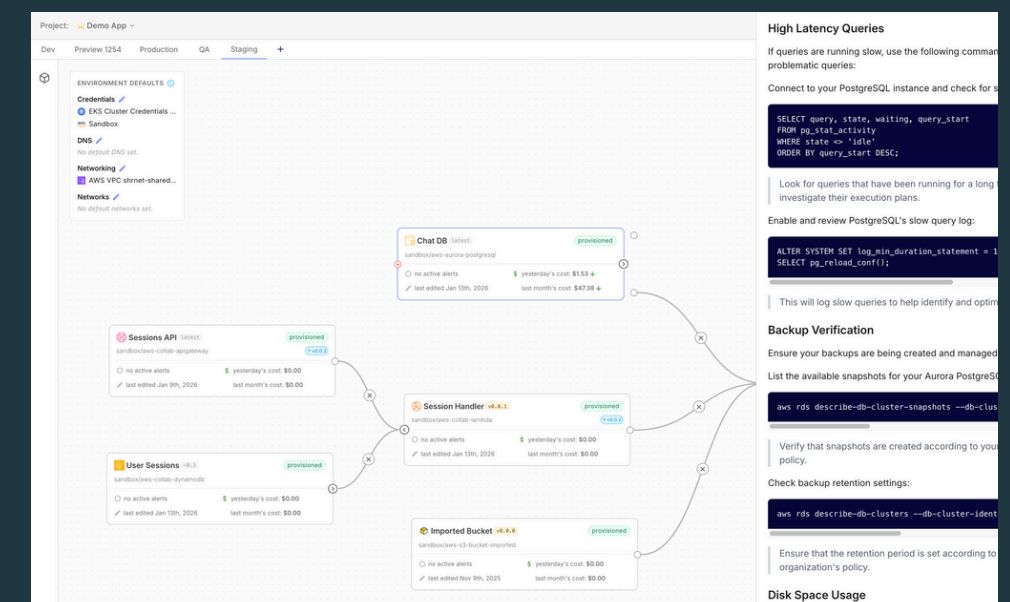 Project: Demo App
Dev Preview 1254 Production QA Staging +
ENVIRONMENT DEFAULTS
Credentials
EKS Cluster Credentials ...
Sandbox
DNS
No default DNS set.
Networking
AWS VPC shrnet-shared...
Networks
No default networks set.
Chat DB latest provisioned
sandbox/aws-aurora-postgresql
no active alerts $ yesterday's cost: $1.53 ↓
last edited Jan 13th, 2026 last month's cost: $47.38 ↓
Sessions API latest provisioned
sandbox/aws-collab-apigateway
no active alerts $ yesterday's cost: $0.00
last edited Jan 9th, 2026 last month's cost: $0.00
Session Handler v0.0.1 provisioned
sandbox/aws-collab-lambda
no active alerts $ yesterday's cost: $0.00
last edited Jan 13th, 2026 last month's cost: $0.00
User Sessions provisioned
sandbox/aws-collab-dynamodb
no active alerts $ yesterday's cost: $0.00
last edited Jan 13th, 2026 last month's cost: $0.00
Imported Bucket v0.0.0 provisioned
sandbox/aws-s3-bucket-imported
no active alerts $ yesterday's cost: $0.00
last edited Nov 9th, 2025 last month's cost: $0.00
High Latency Queries
If queries are running slow, use the following comman
problematic queries:
Connect to your PostgreSQL instance and check for s
SELECT query, state, waiting, query_start
FROM pg_stat_activity
WHERE state <> 'idle'
ORDER BY query_start DESC;
Look for queries that have been running for a long t
investigate their execution plans.
Enable and review PostgreSQL's slow query log:
ALTER SYSTEM SET log_min_duration_statement = 1
SELECT pg_reload_conf();
This will log slow queries to help identify and optim
Backup Verification
Ensure your backups are being created and managed
List the available snapshots for your Aurora PostgreSQ
aws rds describe-db-cluster-snapshots --db-clus
Verify that snapshots are created according to your
policy.
Check backup retention settings:
aws rds describe-db-clusters --db-cluster-ident
Ensure that the retention period is set according to
organization's policy.
Disk Space Usage